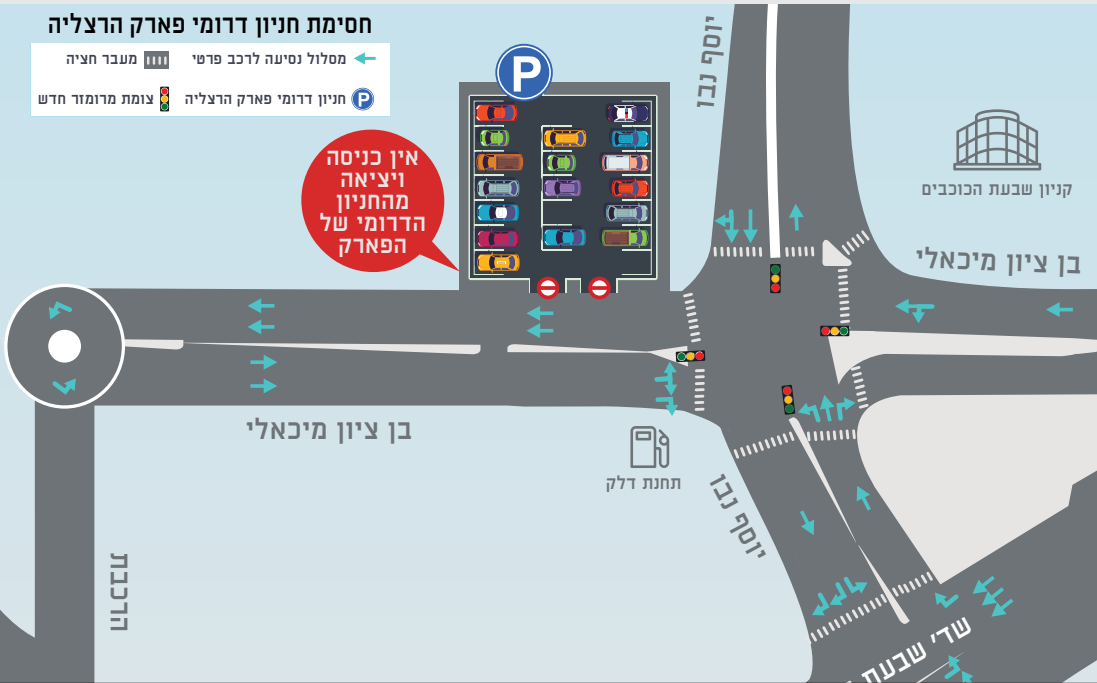 חסימת חניון דרומי פארק הרצליה
מסלול נסיעה לרכב פרטי
מעבר חציה
חניון דרומי פארק הרצליה
צומת מרומזר חדש
P
P
אין כניסה
ויציאה
מהחניון
הדרומי של
הפארק
יוסף נבו
קניון שבעת הכוכבים
בן ציון מיכאלי
בן ציון מיכאלי
תחנת דלק
יוסף נבו
הרכבת
שד' שבעת